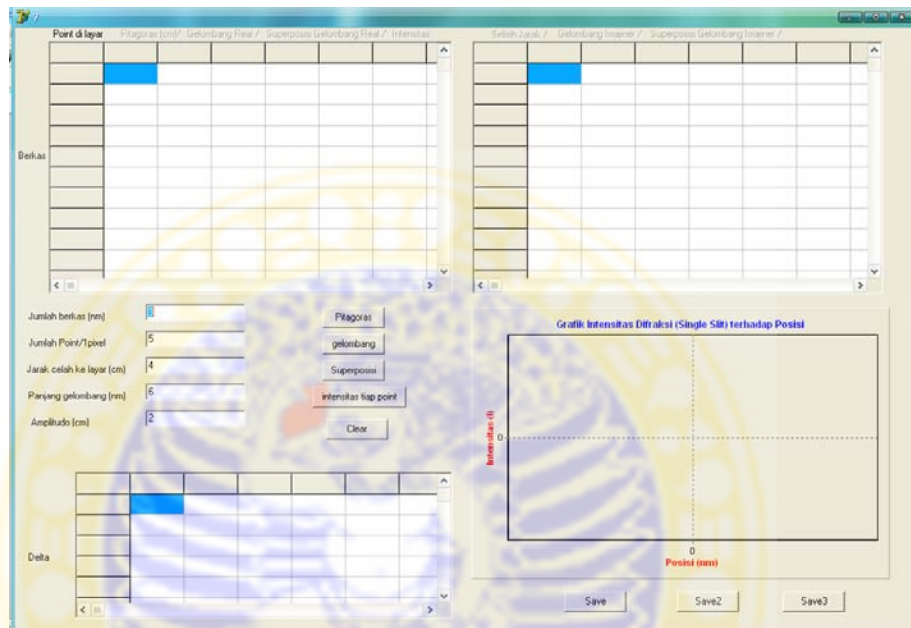 7
Point di layar Pitagoras (cm)/ Gelombang Real / Superposisi Gelombang Real / Intensitas
Selisih Jarak / Gelombang Imajiner / Superposisi Gelombang Imajiner /
Berkas
Jumlah berkas (nm)
Jumlah Point/1pixel 5
Jarak celah ke layar (cm) 4
Panjang gelombang (nm) 6
Amplitudo (cm) 2
Pitagoras
gelombang
Superposisi
intensitas tiap point
Clear
Grafik Intensitas Difraksi (Single Slit) terhadap Posisi
Intensitas (I)
0
0
Posisi (nm)
Delta
Save Save2 Save3